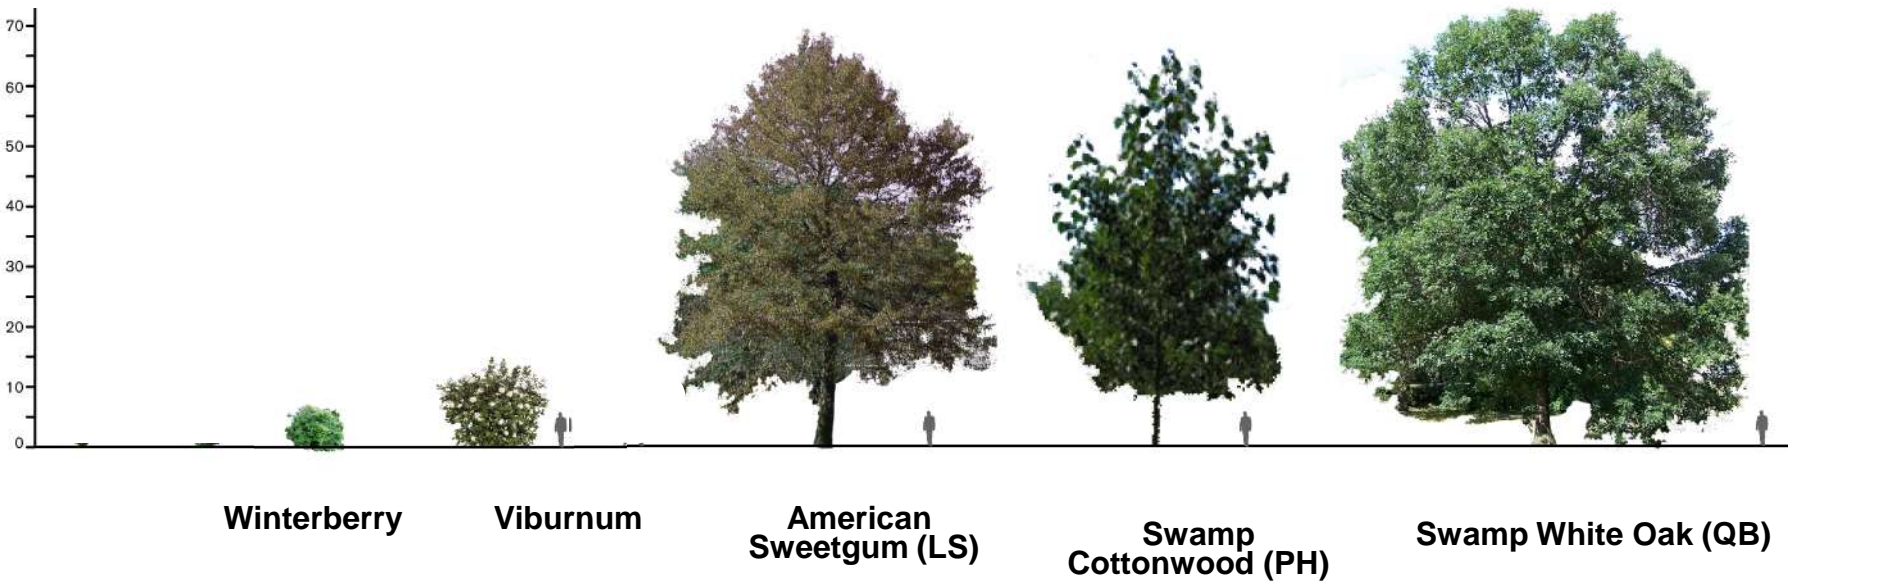 70
60
50
40
30
20
10
0
Winterberry
Viburnum
American
Sweetgum (LS)
Swamp
Cottonwood (PH)
Swamp White Oak (QB)